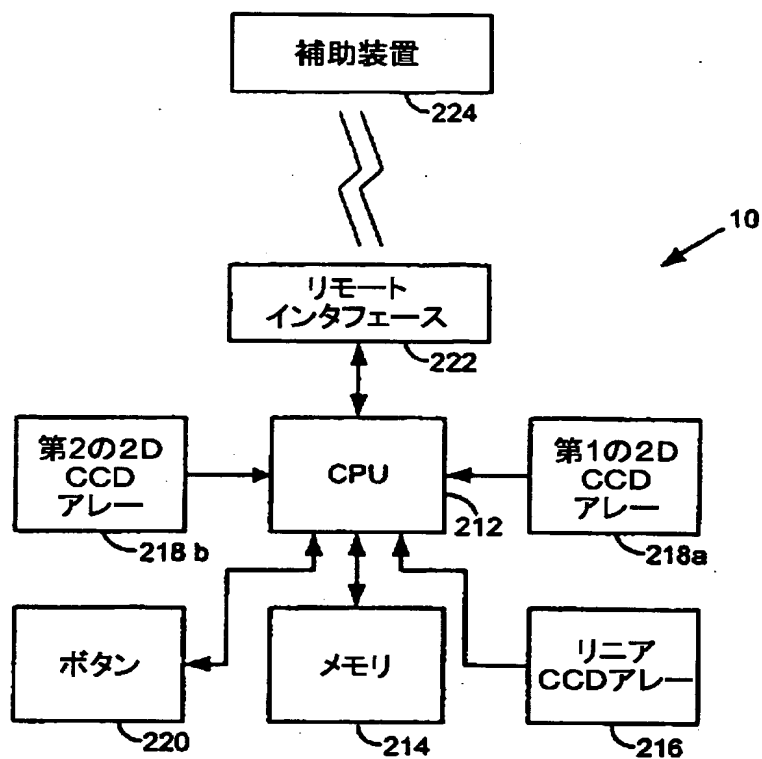 補助装置
224
10
リモート
インタフェース
222
第2の2D
CCD
アレー
218 b
CPU
212
第1の2D
CCD
アレー
218a
ボタン
220
メモリ
214
リニア
CCDアレー
216